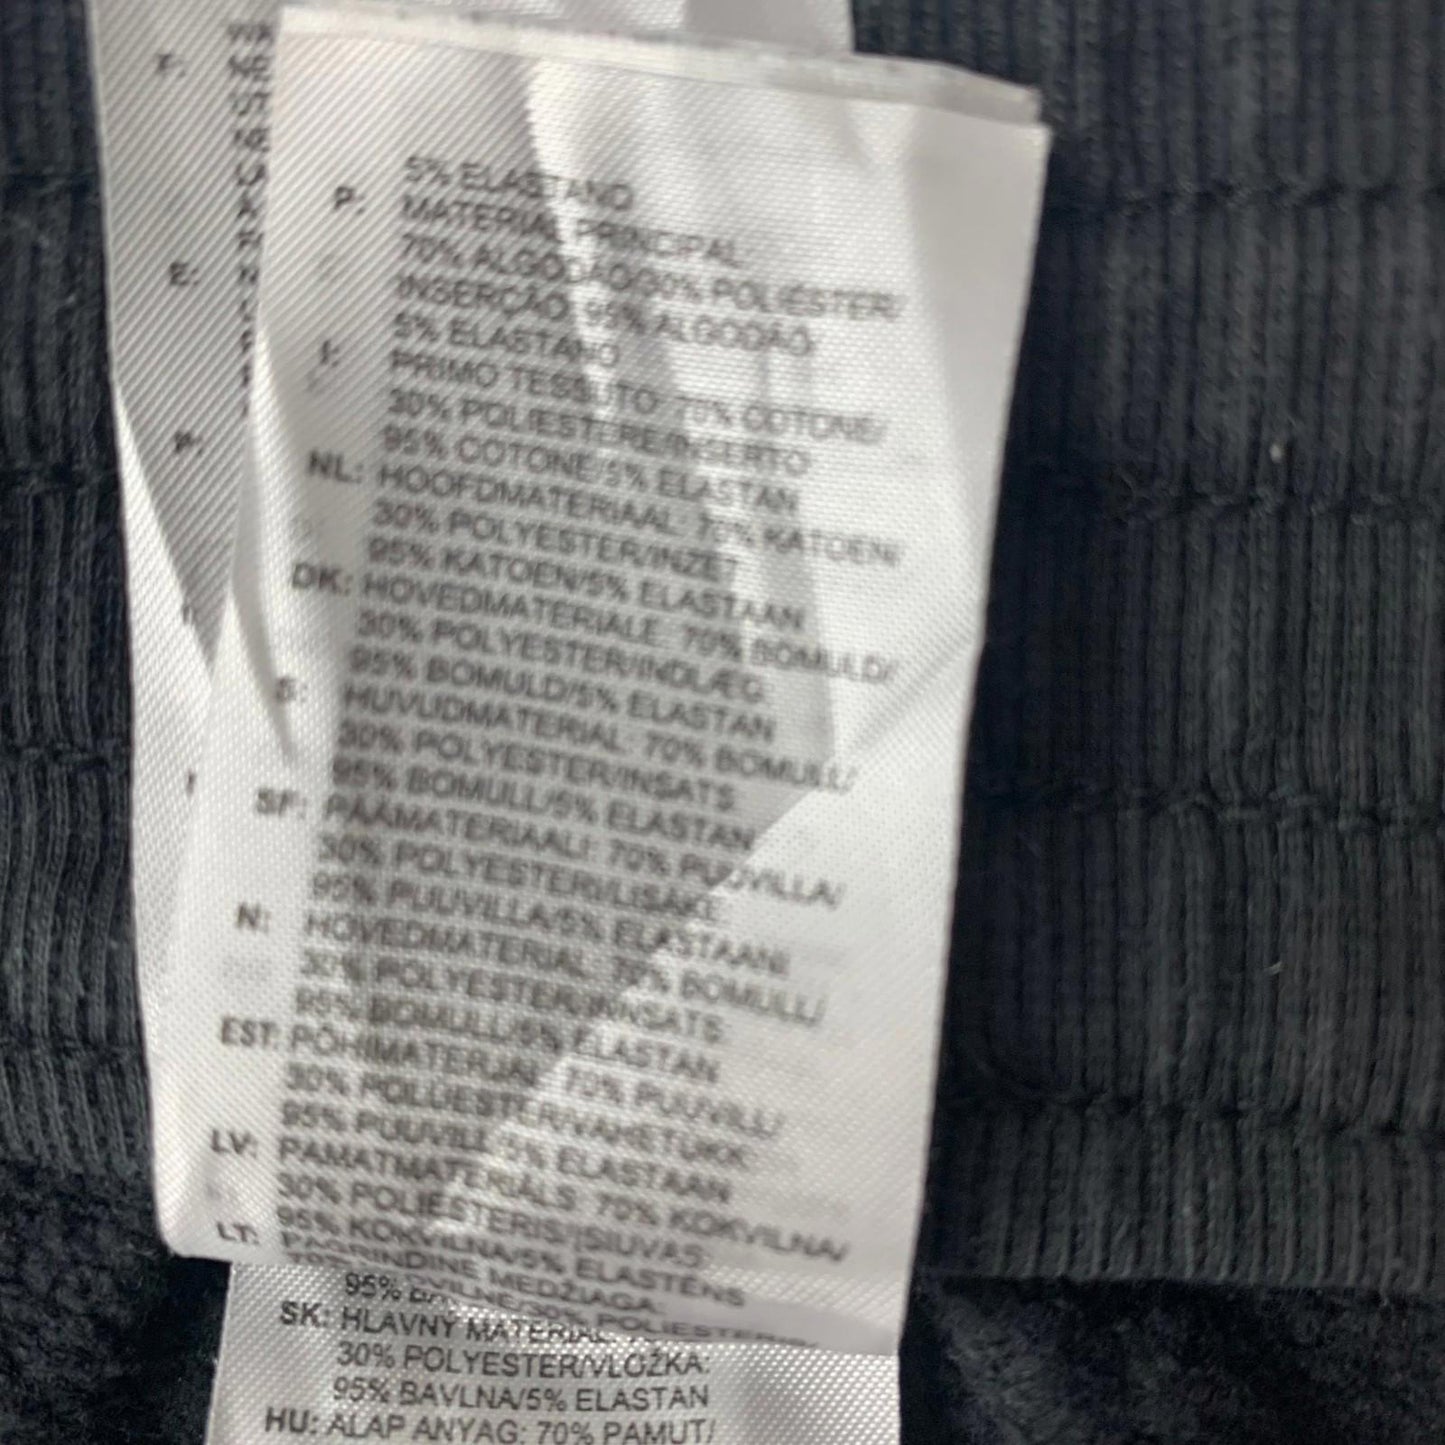 5% ELASTANO
P: MATERIAL PRINCIPAL:
70% ALGODÃO/30% POLIÉSTER/
INSERÇÃO: 95% ALGODÃO
5% ELASTANO
I: PRIMO TESSUTO: 70% COTONE/
30% POLIESTERE/INSERTO
95% COTONE/5% ELASTAN
NL: HOOFDMATERIAAL: 70% KATOEN/
30% POLYESTER/INZET
95% KATOEN/5% ELASTAAN
DK: HOVEDMATERIALE: 70% BOMULD/
30% POLYESTER/INDLÆG:
95% BOMULD/5% ELASTAN
S: HUVUDMATERIAL: 70% BOMULL/
30% POLYESTER/INSATS
95% BOMULL/5% ELASTAN
SF: PÄÄMATERIAALI: 70% PUUVILLA/
30% POLYESTERI/LISÄKE:
95% PUUVILLA/5% ELASTAANI
N: HOVEDMATERIAL: 70% BOMULL/
30% POLYESTER/INNSATS:
95% BOMULL/5% ELASTAN
EST: PÕHIMATERJAL: 70% PUUVILL/
30% POLÜESTER/VAHETÜKK:
95% PUUVILL/5% ELASTAAN
LV: PAMATMATERIĀLS: 70% KOKVILNA/
30% POLIESTERIS/IŠUVAS:
95% KOKVILNA/5% ELASTĒNS
LT: PAGRINDINĖ MEDŽIAGA:
30% POLIESTERIS/
95%
SK: HLAVNÝ MATERIÁL:
30% POLYESTER/VLOŽKA:
95% BAVLNA/5% ELASTAN
HU: ALAP ANYAG: 70% PAMUT/